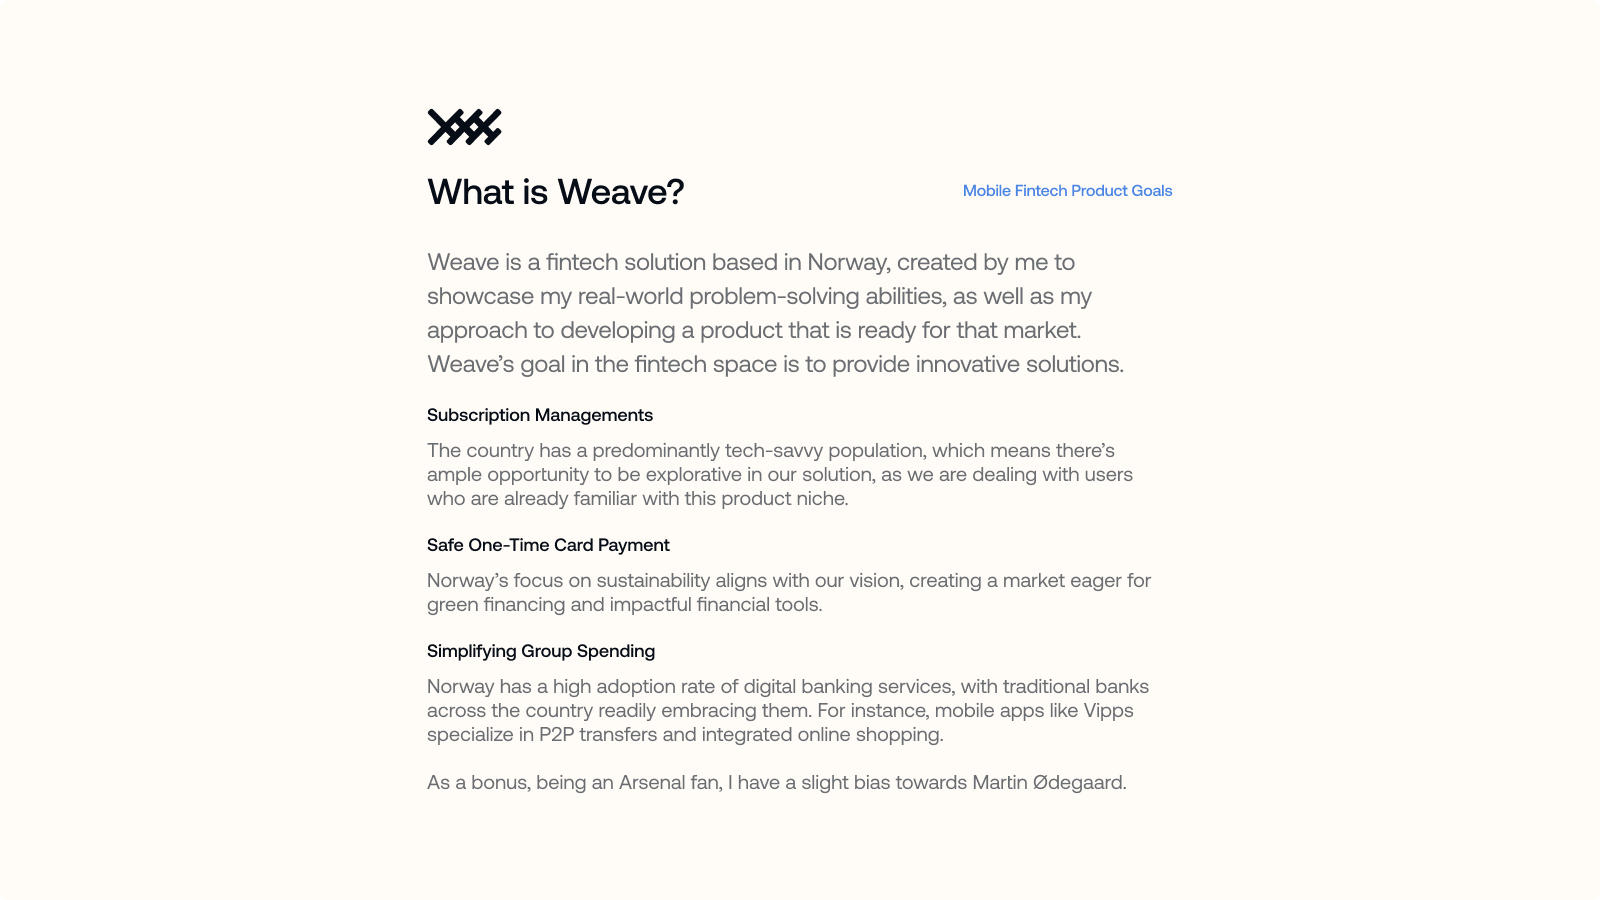 What is Weave?
Mobile Fintech Product Goals
Weave is a fintech solution based in Norway, created by me to
showcase my real-world problem-solving abilities, as well as my
approach to developing a product that is ready for that market.
Weave’s goal in the fintech space is to provide innovative solutions.
Subscription Managements
The country has a predominantly tech-savvy population, which means there’s
ample opportunity to be explorative in our solution, as we are dealing with users
who are already familiar with this product niche.
Safe One-Time Card Payment
Norway’s focus on sustainability aligns with our vision, creating a market eager for
green financing and impactful financial tools.
Simplifying Group Spending
Norway has a high adoption rate of digital banking services, with traditional banks
across the country readily embracing them. For instance, mobile apps like Vipps
specialize in P2P transfers and integrated online shopping.
As a bonus, being an Arsenal fan, I have a slight bias towards Martin Ødegaard.